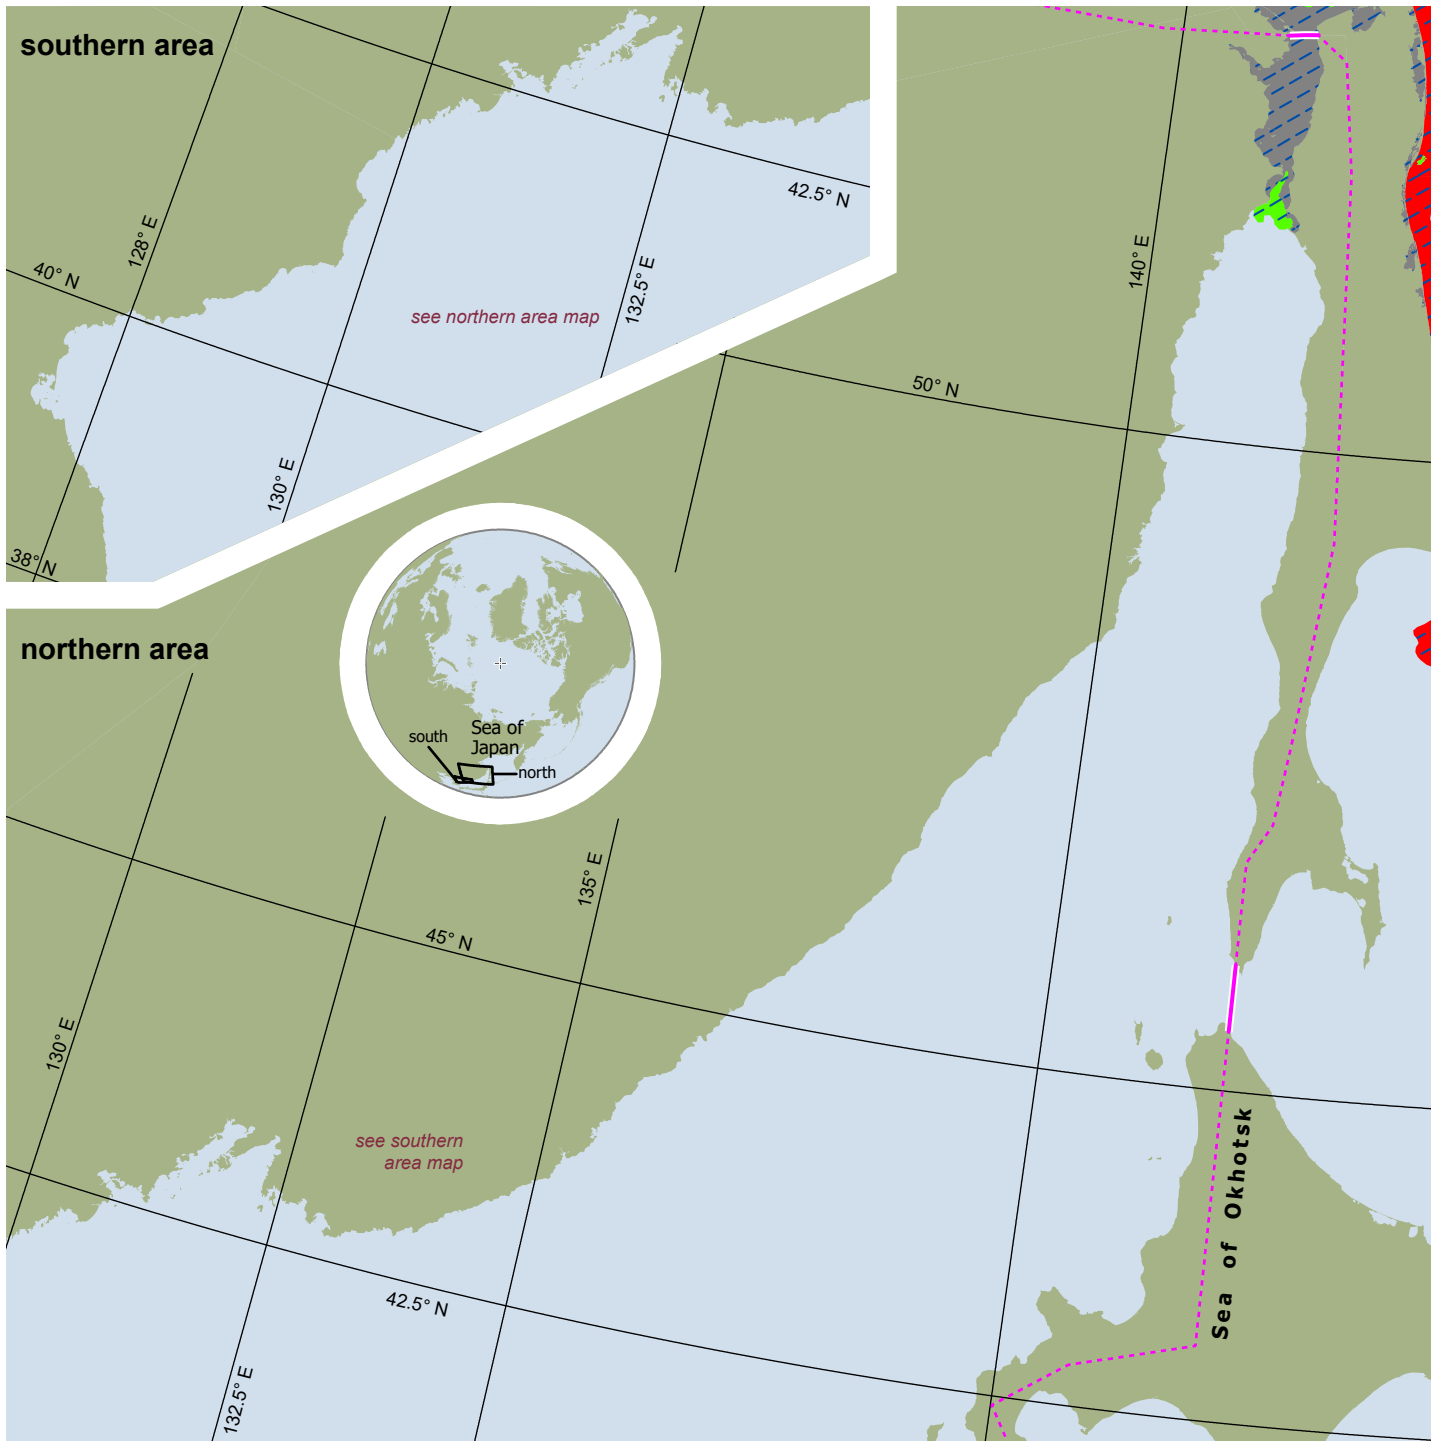 southern area
42.5° N
128° E
40° N
132.5° E
see northern area map
140° E
50° N
130° E
38° N
northern area
Sea of
Japan
south
north
135° E
45° N
130° E
see southern
area map
Sea of Okhotsk
42.5° N
132.5° E